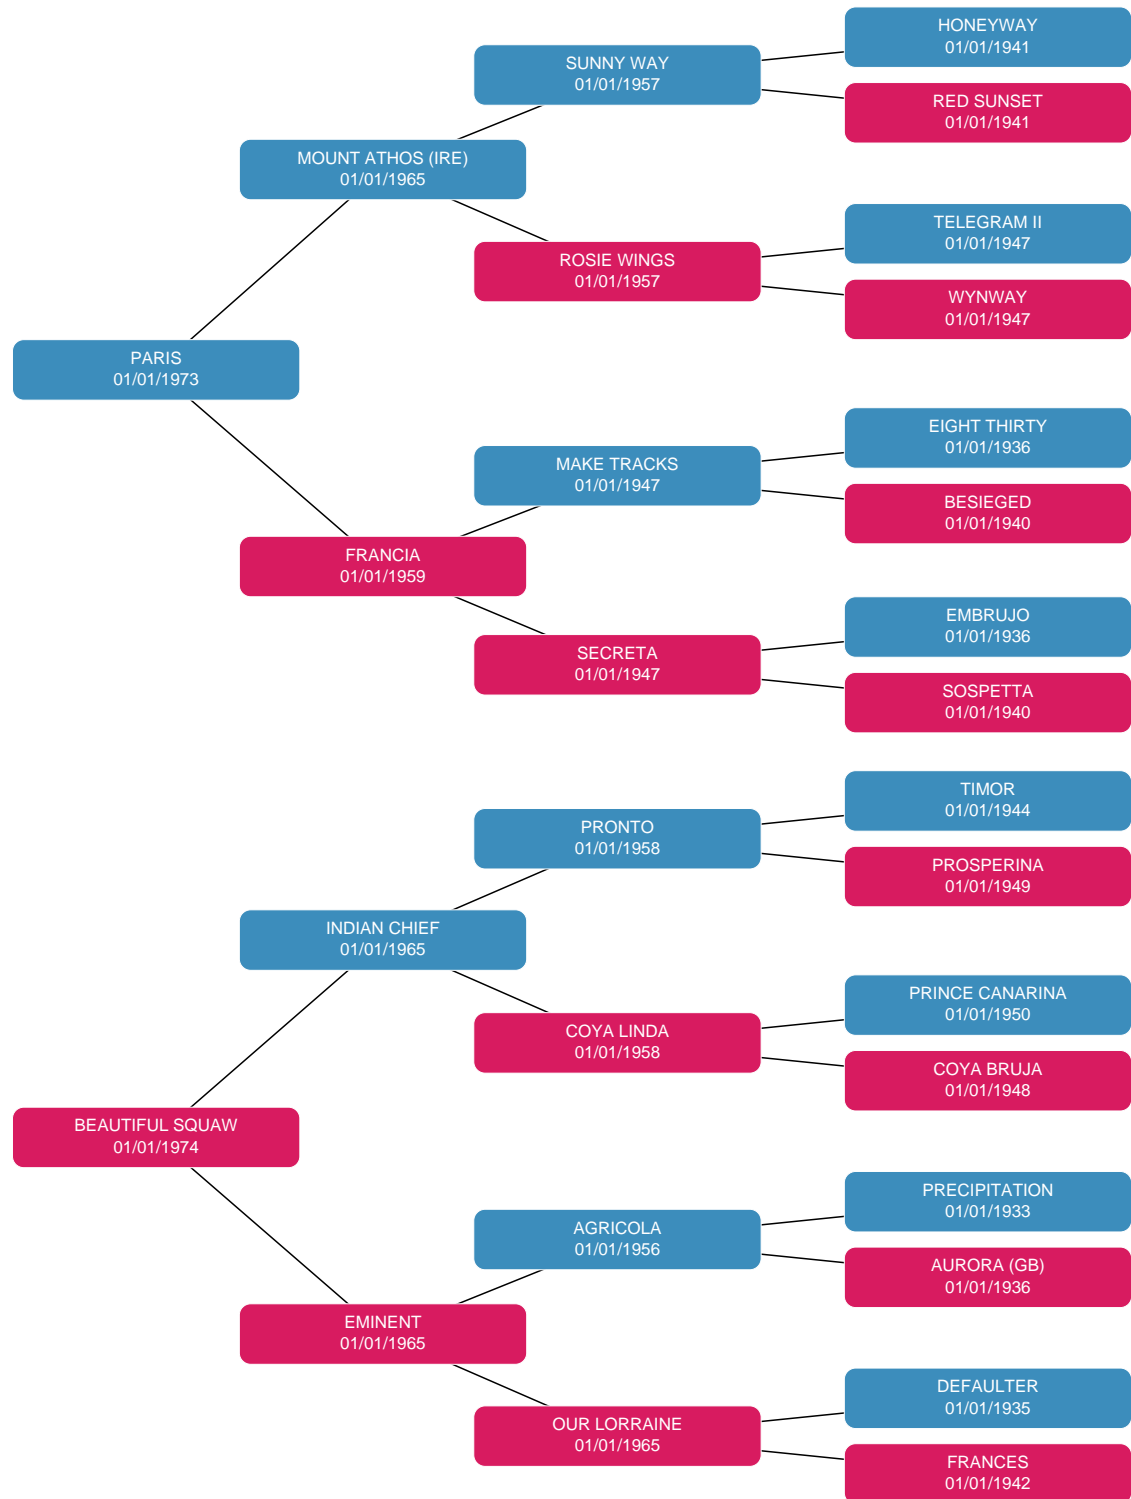 HONEYWAY
01/01/1941
SUNNY WAY
01/01/1957
RED SUNSET
01/01/1941
MOUNT ATHOS (IRE)
01/01/1965
TELEGRAM II
01/01/1947
ROSIE WINGS
01/01/1957
WYNWAY
01/01/1947
PARIS
01/01/1973
EIGHT THIRTY
01/01/1936
MAKE TRACKS
01/01/1947
BESIEGED
01/01/1940
FRANCIA
01/01/1959
EMBRUJO
01/01/1936
SECRETA
01/01/1947
SOSPETTA
01/01/1940
TIMOR
01/01/1944
PRONTO
01/01/1958
PROSPERINA
01/01/1949
INDIAN CHIEF
01/01/1965
PRINCE CANARINA
01/01/1950
COYA LINDA
01/01/1958
COYA BRUJA
01/01/1948
BEAUTIFUL SQUAW
01/01/1974
PRECIPITATION
01/01/1933
AGRICOLA
01/01/1956
AURORA (GB)
01/01/1936
EMINENT
01/01/1965
DEFAULTER
01/01/1935
OUR LORRAINE
01/01/1965
FRANCES
01/01/1942